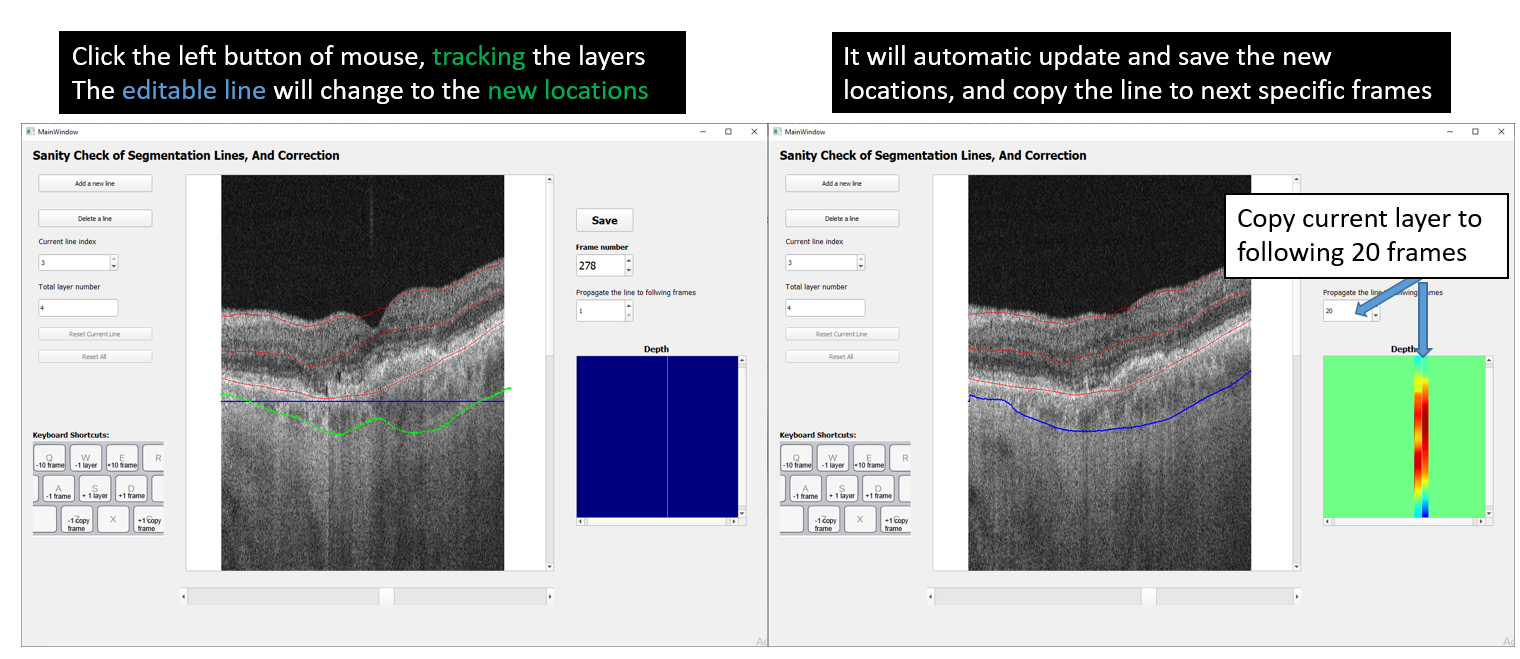 Click the left button of mouse, tracking the layers
The editable line will change to the new locations
It will automatic update and save the new
locations, and copy the line to next specific frames
MainWindow
Sanity Check of Segmentation Lines, And Correction
Add a new line
Delete a line
Current line index
3
Total layer number
4
Reset Current Line
Reset All
Keyboard Shortcuts:
Q
-10 frame
W
-1 layer
E
+10 frame
R
A
-1 frame
S
+ 1 layer
D
+1 frame
-1 copy
frame
X
+1 copy
frame
Save
Frame number
278
Propagate the line to follwing frames
1
Depth
MainWindow
Sanity Check of Segmentation Lines, And Correction
Add a new line
Delete a line
Current line index
3
Total layer number
4
Reset Current Line
Reset All
Keyboard Shortcuts:
Q
-10 frame
W
-1 layer
E
+10 frame
R
A
-1 frame
S
+ 1 layer
D
+1 frame
-1 copy
frame
X
+1 copy
frame
Copy current layer to
following 20 frames
Propagate the line
20
Depth